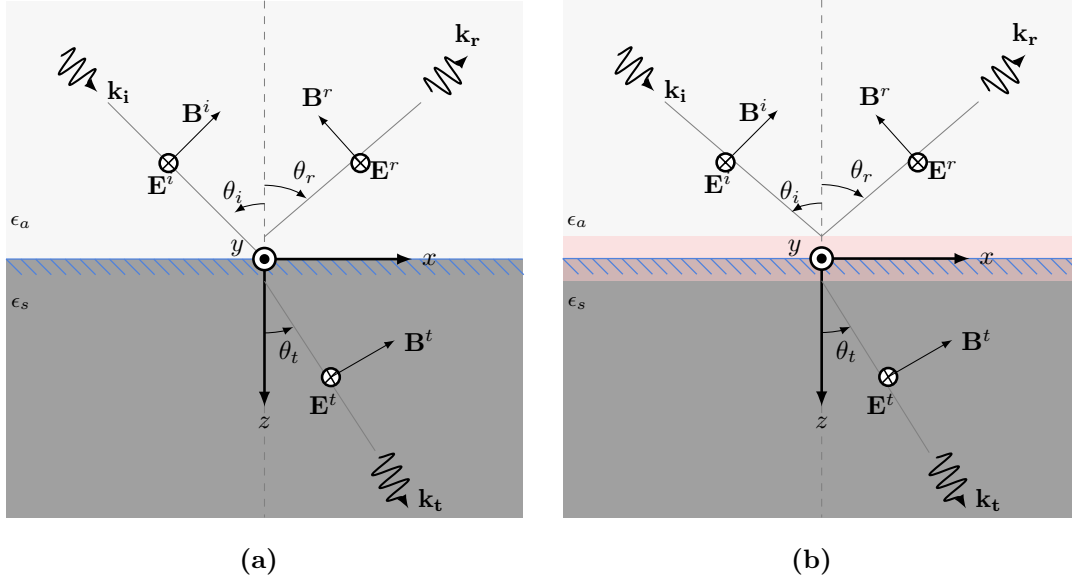 k_i
k_r
B^i
B^r
E^i
E^r
θ_i
θ_r
ϵ_a
y
x
ϵ_s
θ_t
B^t
E^t
z
k_t
(a)
k_i
k_r
B^i
B^r
E^i
E^r
θ_i
θ_r
ϵ_a
y
x
ϵ_s
θ_t
B^t
E^t
z
k_t
(b)